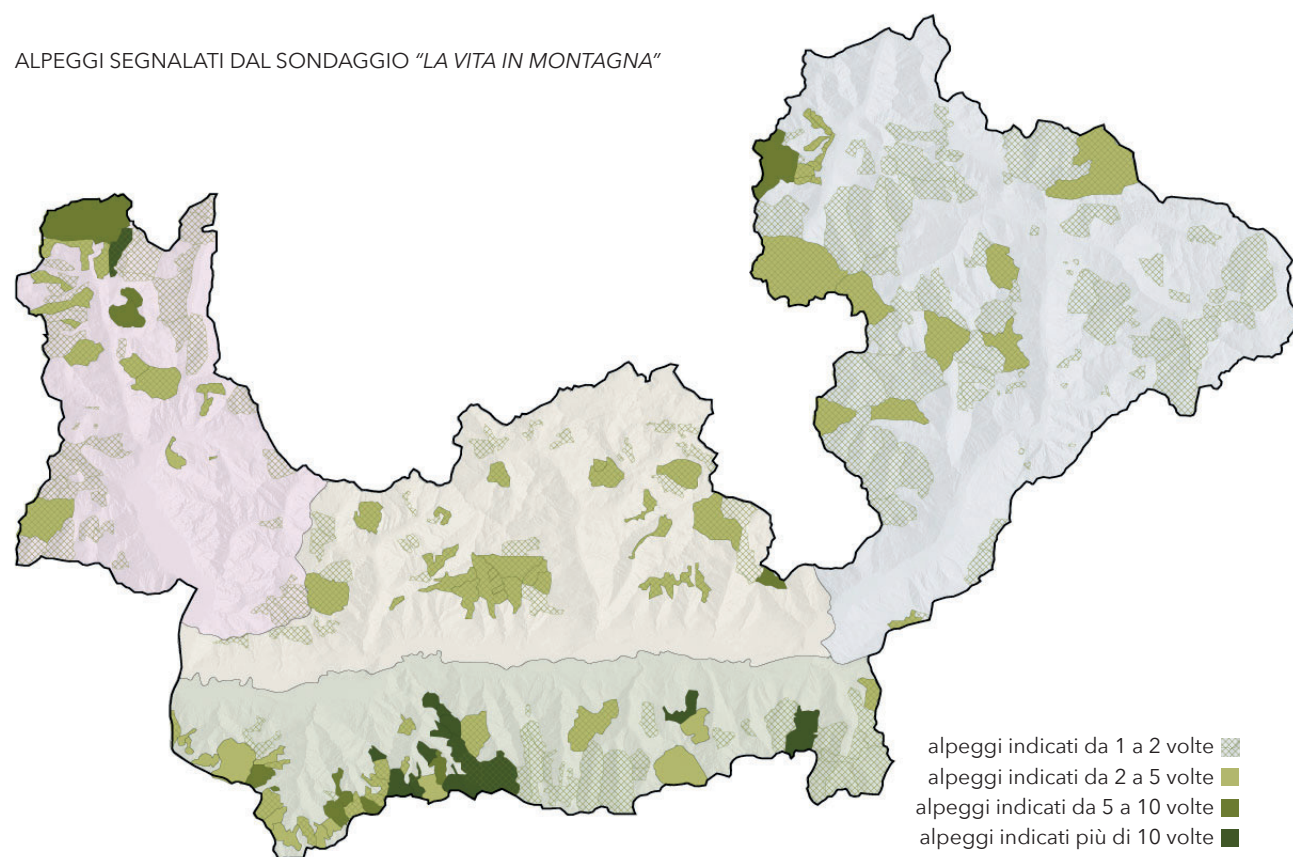 ALPEGGI SEGNALATI DAL SONDAGGIO "LA VITA IN MONTAGNA"
alpeggi indicati da 1 a 2 volte
alpeggi indicati da 2 a 5 volte
alpeggi indicati da 5 a 10 volte
alpeggi indicati più di 10 volte